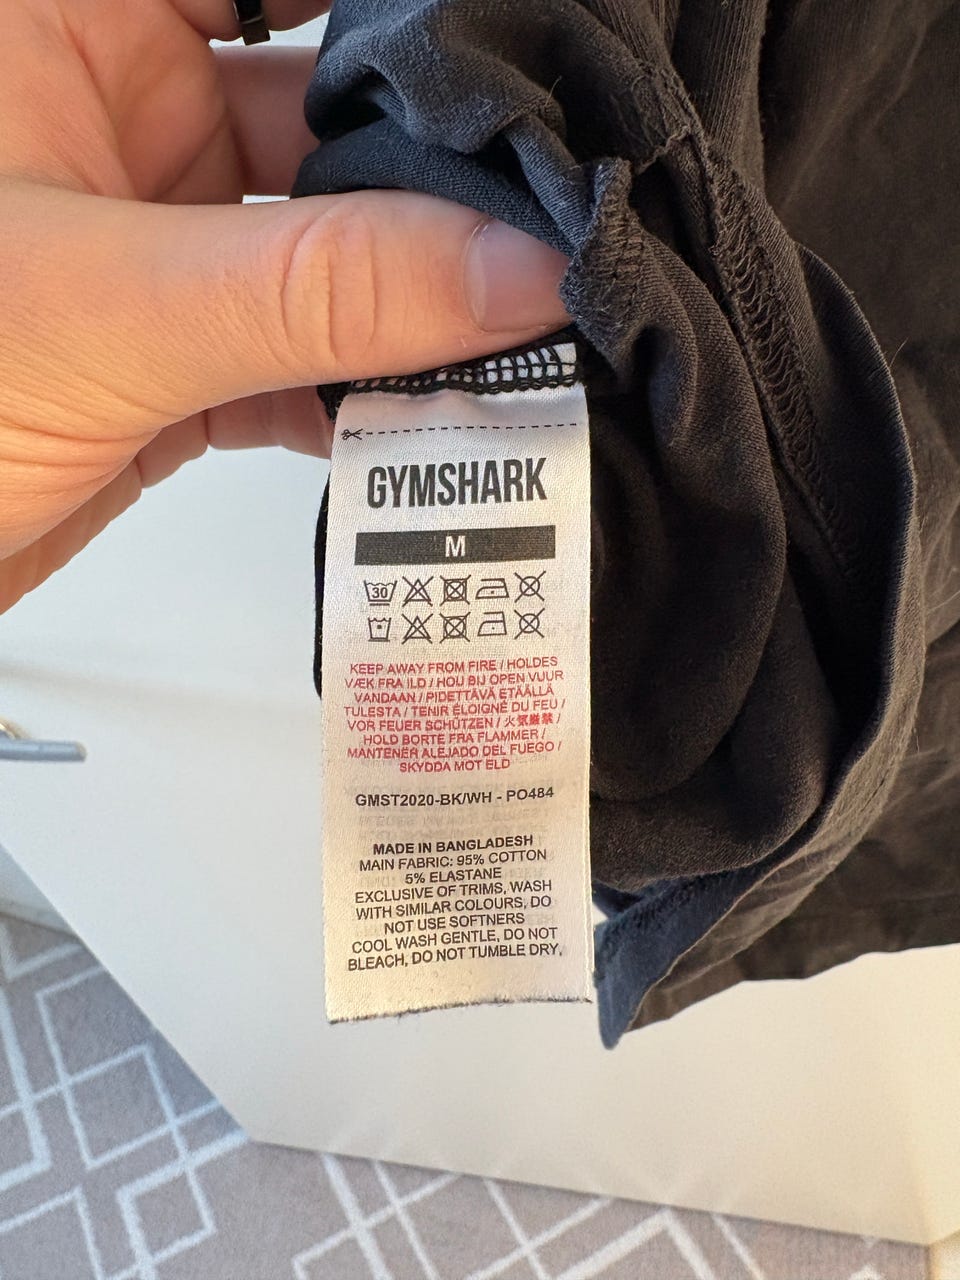 GYMSHARK
M
30
KEEP AWAY FROM FIRE / HOLDES
VÆK FRA ILD / HOU BIJ OPEN VUUR
VANDAAN / PIDETTÄVÄ ETÄÄLLÄ
TULESTA / TENIR ÉLOIGNÉ DU FEU /
VOR FEUER SCHÜTZEN / 火気厳禁 /
HOLD BORTE FRA FLAMMER /
MANTENER ALEJADO DEL FUEGO /
SKYDDA MOT ELD
GMST2020-BK/WH - PO484
MADE IN BANGLADESH
MAIN FABRIC: 95% COTTON
5% ELASTANE
EXCLUSIVE OF TRIMS, WASH
WITH SIMILAR COLOURS, DO
NOT USE SOFTNERS
COOL WASH GENTLE, DO NOT
BLEACH, DO NOT TUMBLE DRY,